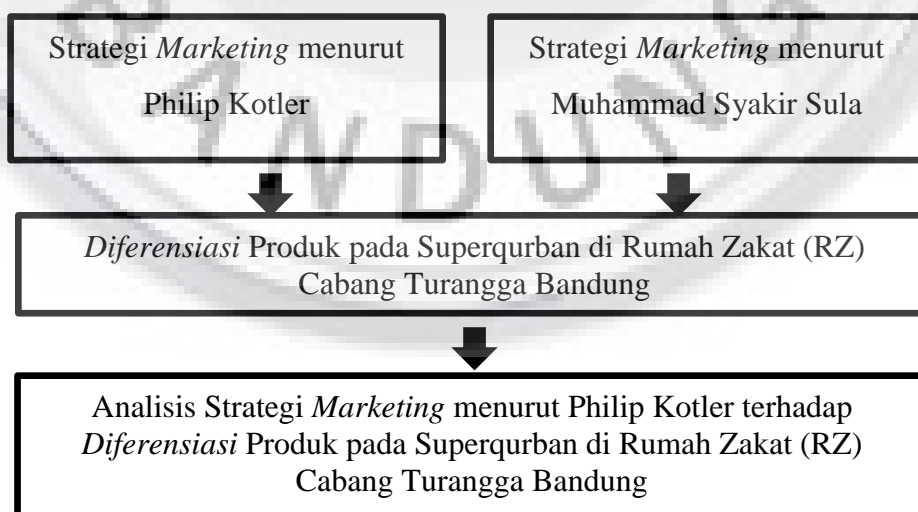 Strategi Marketing menurut
Philip Kotler
Strategi Marketing menurut
Muhammad Syakir Sula
Diferensiasi Produk pada Superqurban di Rumah Zakat (RZ)
Cabang Turangga Bandung
Analisis Strategi Marketing menurut Philip Kotler terhadap
Diferensiasi Produk pada Superqurban di Rumah Zakat (RZ)
Cabang Turangga Bandung